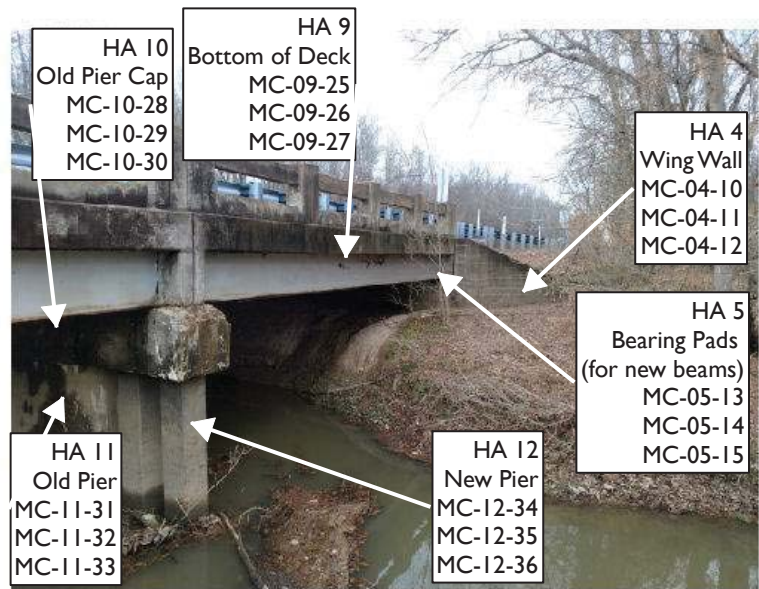 HA 10
Old Pier Cap
MC-10-28
MC-10-29
MC-10-30
HA 9
Bottom of Deck
MC-09-25
MC-09-26
MC-09-27
HA 4
Wing Wall
MC-04-10
MC-04-11
MC-04-12
HA 5
Bearing Pads
(for new beams)
MC-05-13
MC-05-14
MC-05-15
HA 11
Old Pier
MC-11-31
MC-11-32
MC-11-33
HA 12
New Pier
MC-12-34
MC-12-35
MC-12-36